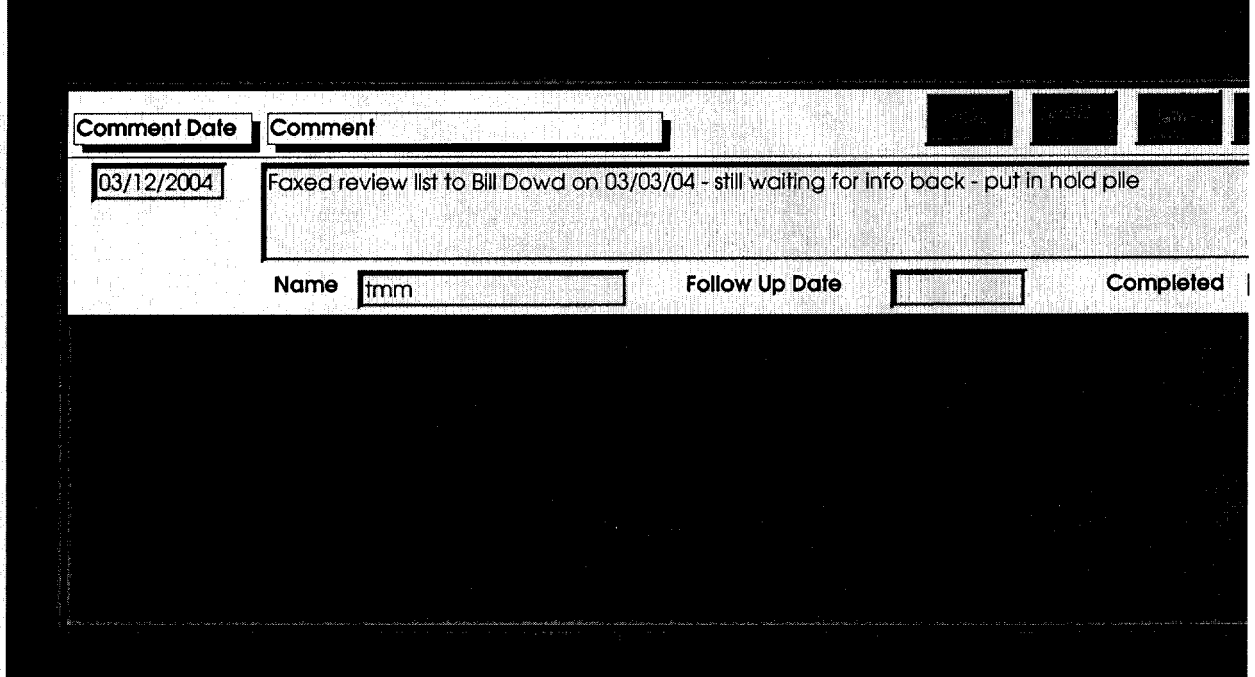 Comment Date Comment
03/12/2004 Faxed review list to Bill Dowd on 03/03/04 - still waiting for info back - put in hold pile
Name tmm Follow Up Date Completed